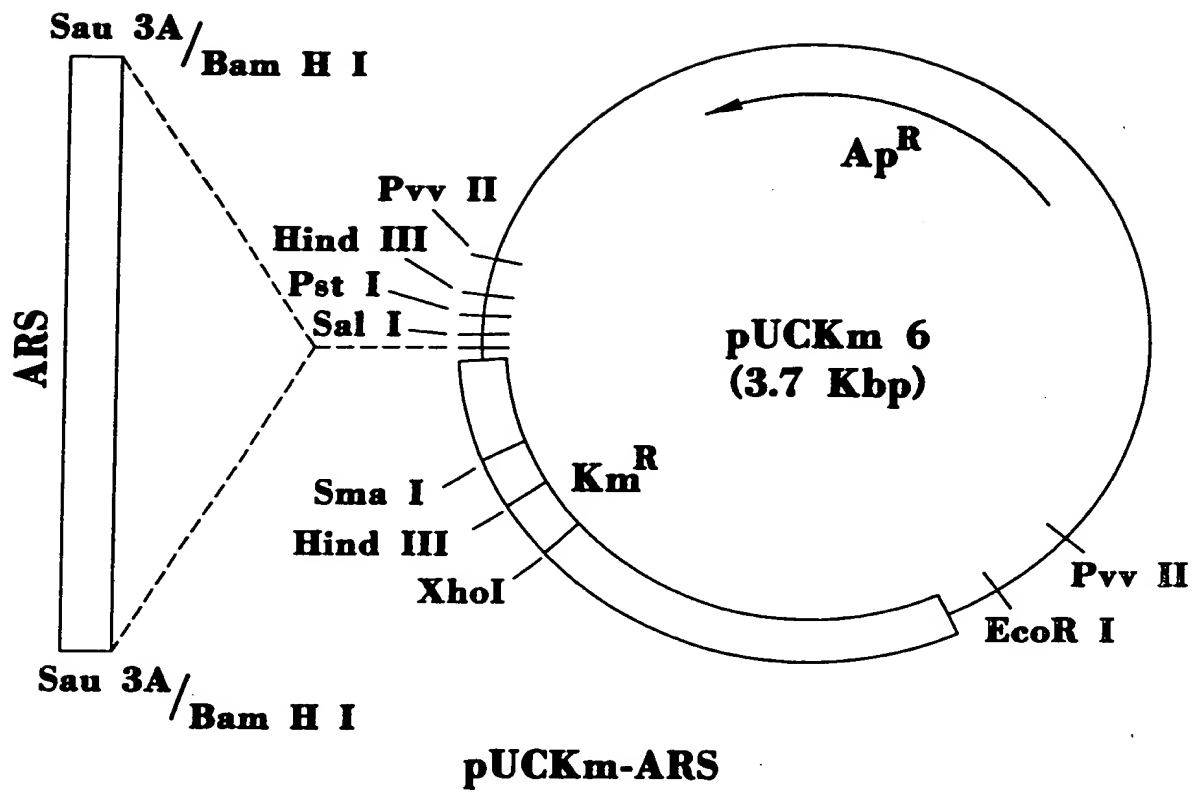 Sau 3A/Bam H I
Ap^R
Pvv II
Hind III
Pst I
Sal I
ARS
pUCKm 6
(3.7 Kbp)
Km^R
Sma I
Hind III
XhoI
Pvv II
EcoR I
Sau 3A/Bam H I
pUCKm-ARS